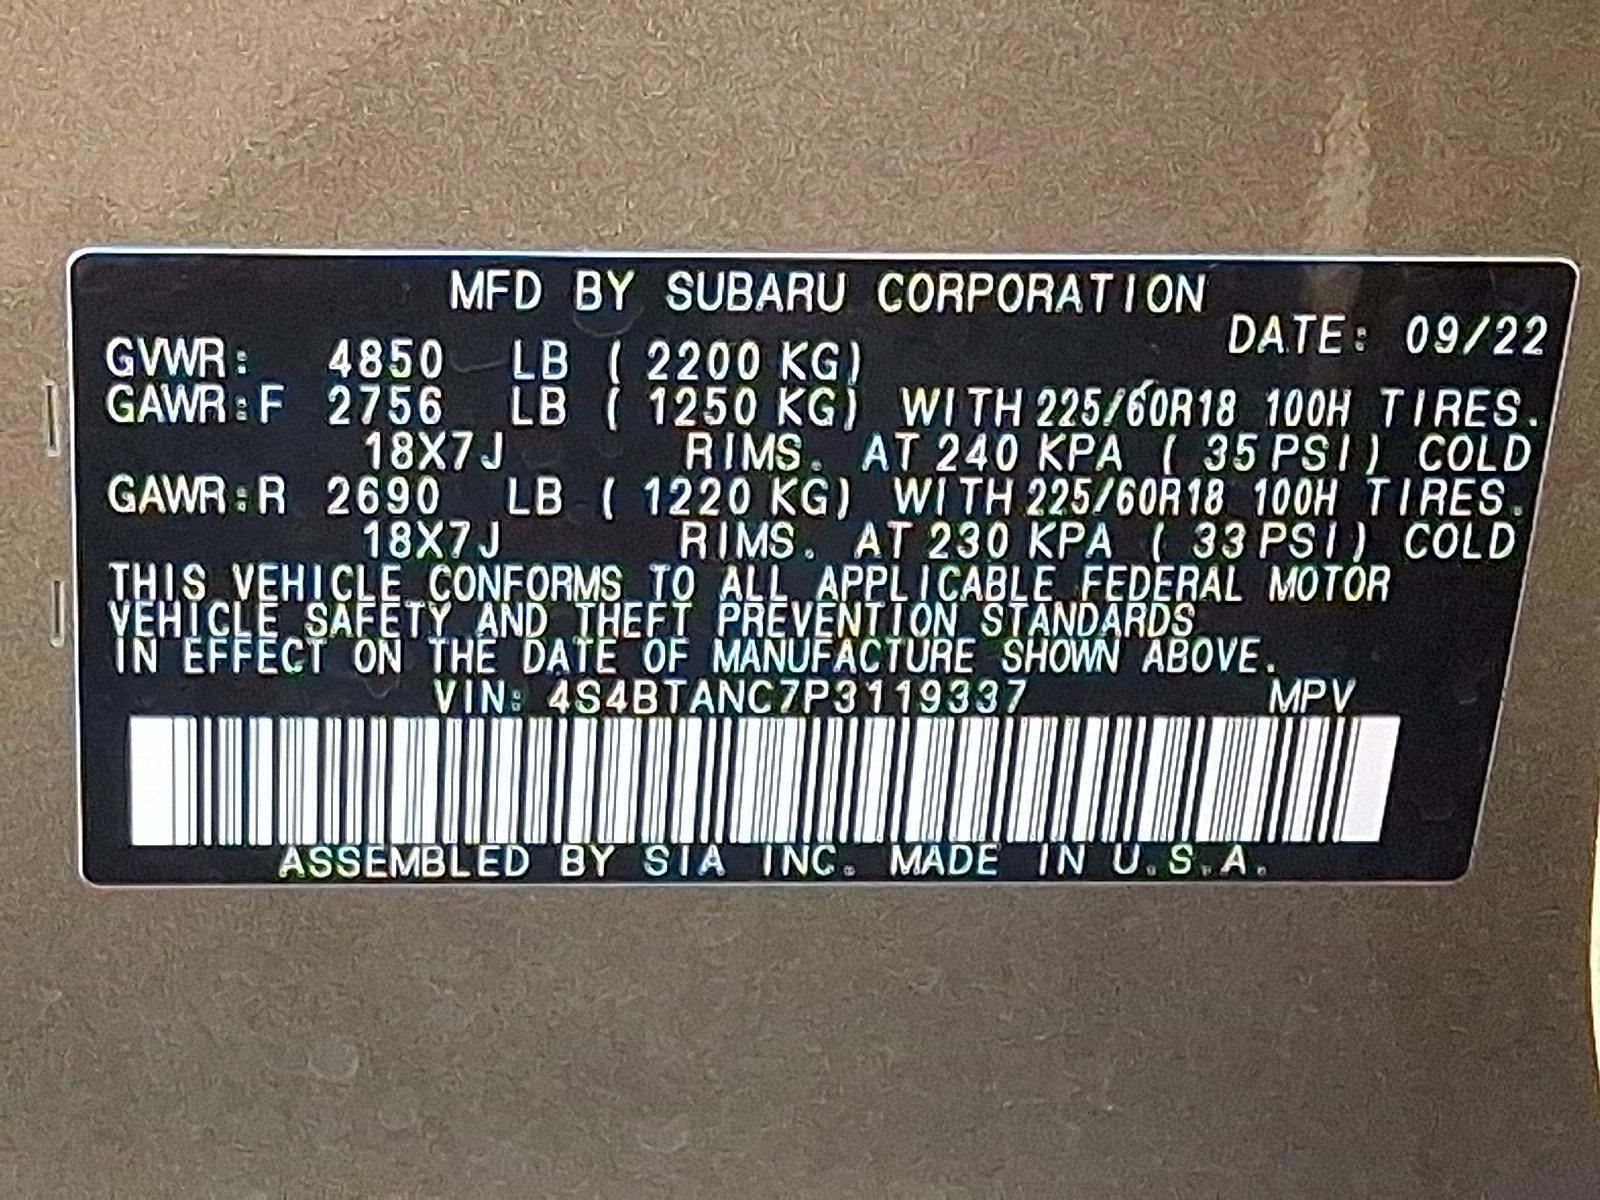 MFD BY SUBARU CORPORATION
DATE: 09/22
GVWR: 4850 LB ( 2200 KG)
GAWR:F 2756 LB ( 1250 KG) WITH 225/60R18 100H TIRES.
18X7J RIMS. AT 240 KPA ( 35 PSI) COLD
GAWR:R 2690 LB ( 1220 KG) WITH 225/60R18 100H TIRES.
18X7J RIMS. AT 230 KPA ( 33 PSI) COLD
THIS VEHICLE CONFORMS TO ALL APPLICABLE FEDERAL MOTOR
VEHICLE SAFETY AND THEFT PREVENTION STANDARDS
IN EFFECT ON THE DATE OF MANUFACTURE SHOWN ABOVE.
VIN: 4S4BTANC7P3119337 MPV
ASSEMBLED BY SIA INC. MADE IN U.S.A.